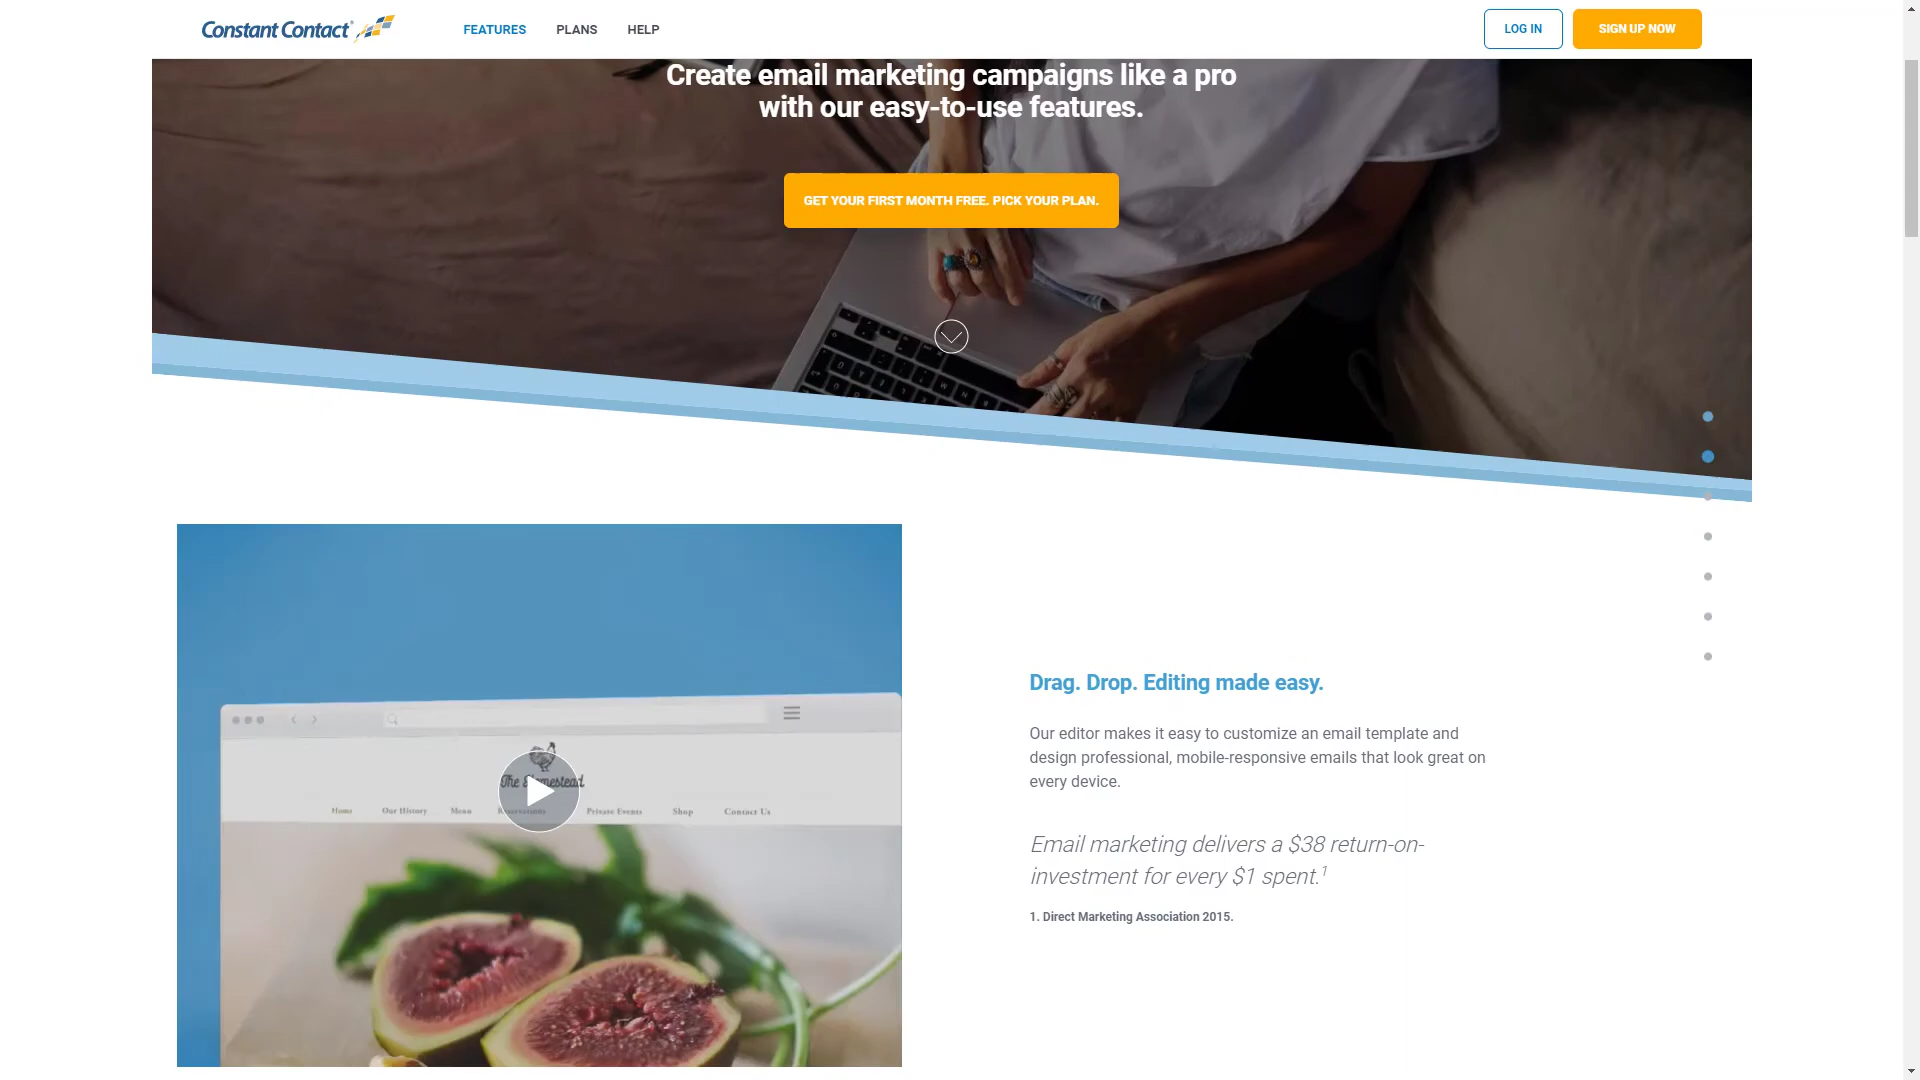 Constant Contact
FEATURES
PLANS
HELP
LOG IN
SIGN UP NOW
Create email marketing campaigns like a pro
with our easy-to-use features.
GET YOUR FIRST MONTH FREE. PICK YOUR PLAN.
The Homestead
Home
Our History
Menu
Reservations
Private Events
Shop
Contact Us
Drag. Drop. Editing made easy.
Our editor makes it easy to customize an email template and
design professional, mobile-responsive emails that look great on
every device.
Email marketing delivers a $38 return-on-
investment for every $1 spent.1
1. Direct Marketing Association 2015.